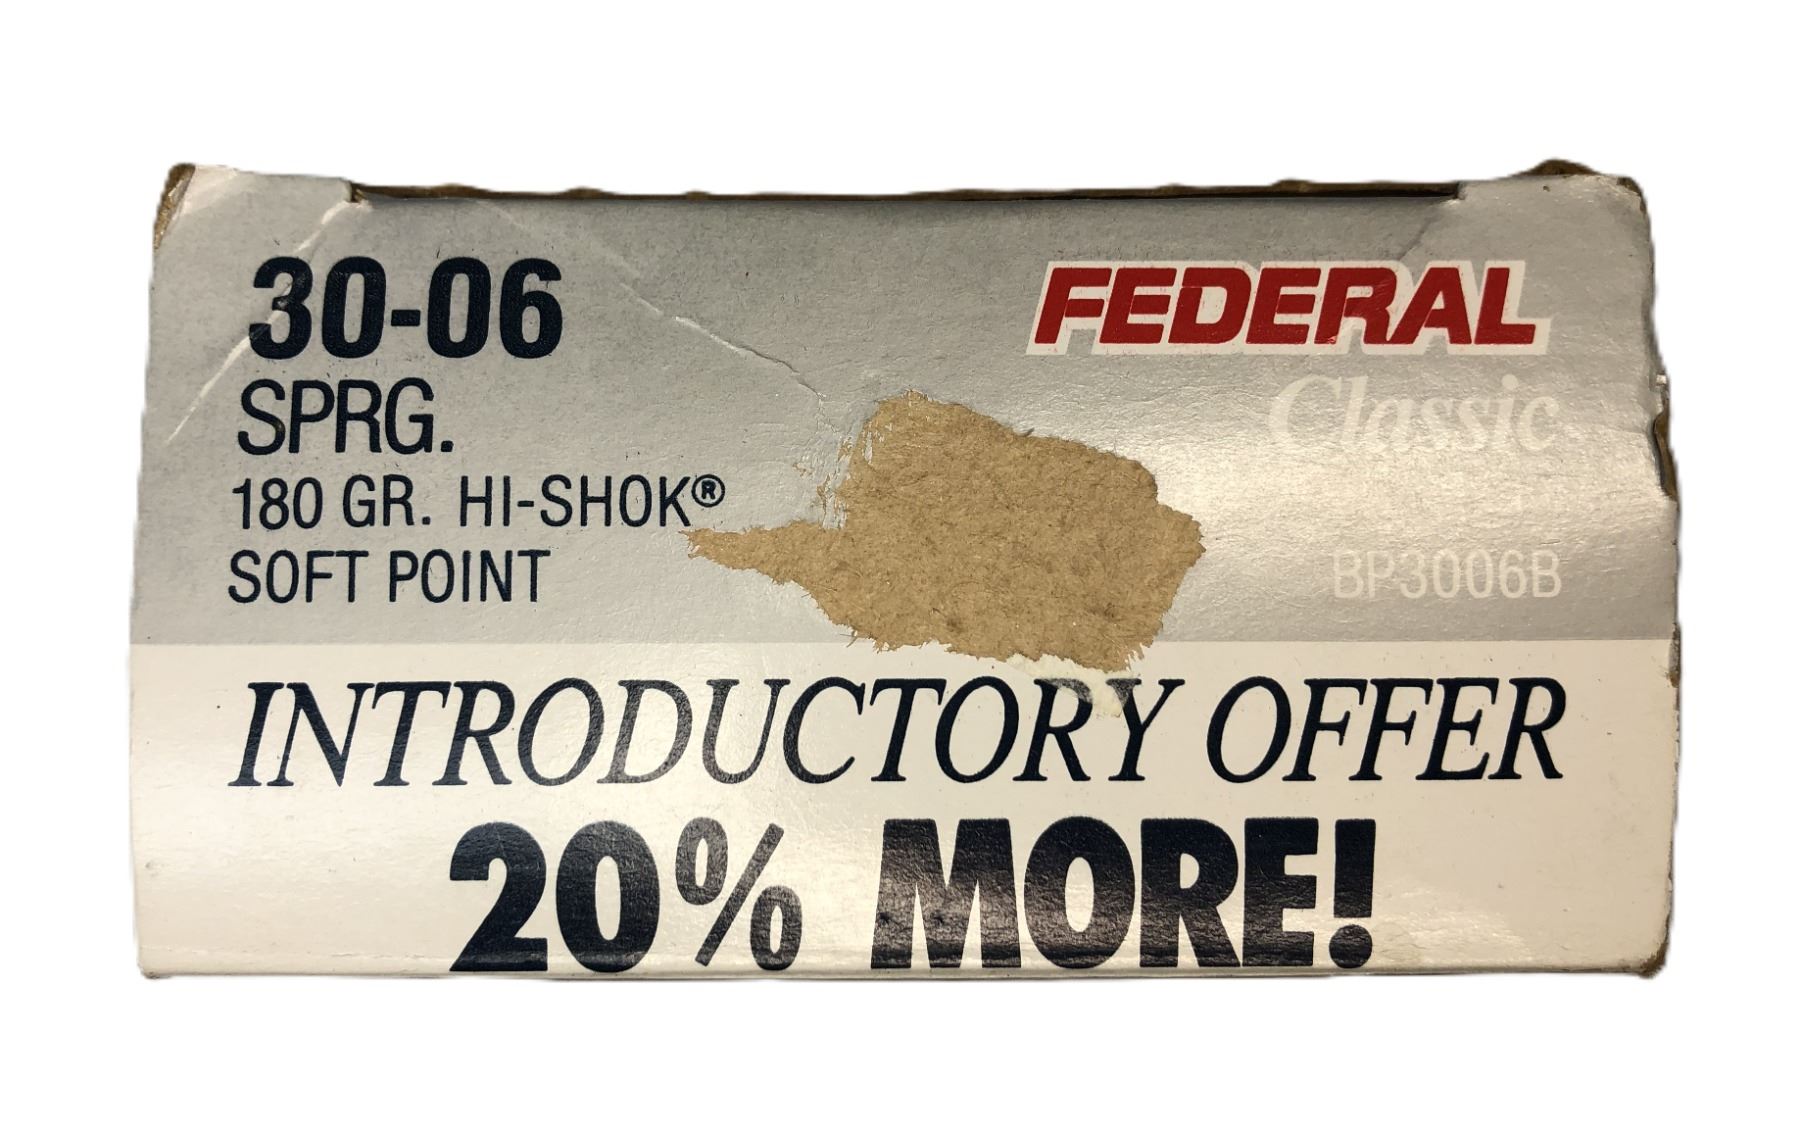 30-06
SPRG.
180 GR. HI-SHOK®
SOFT POINT
FEDERAL
Classic
BP3006B
INTRODUCTORY OFFER
20% MORE!